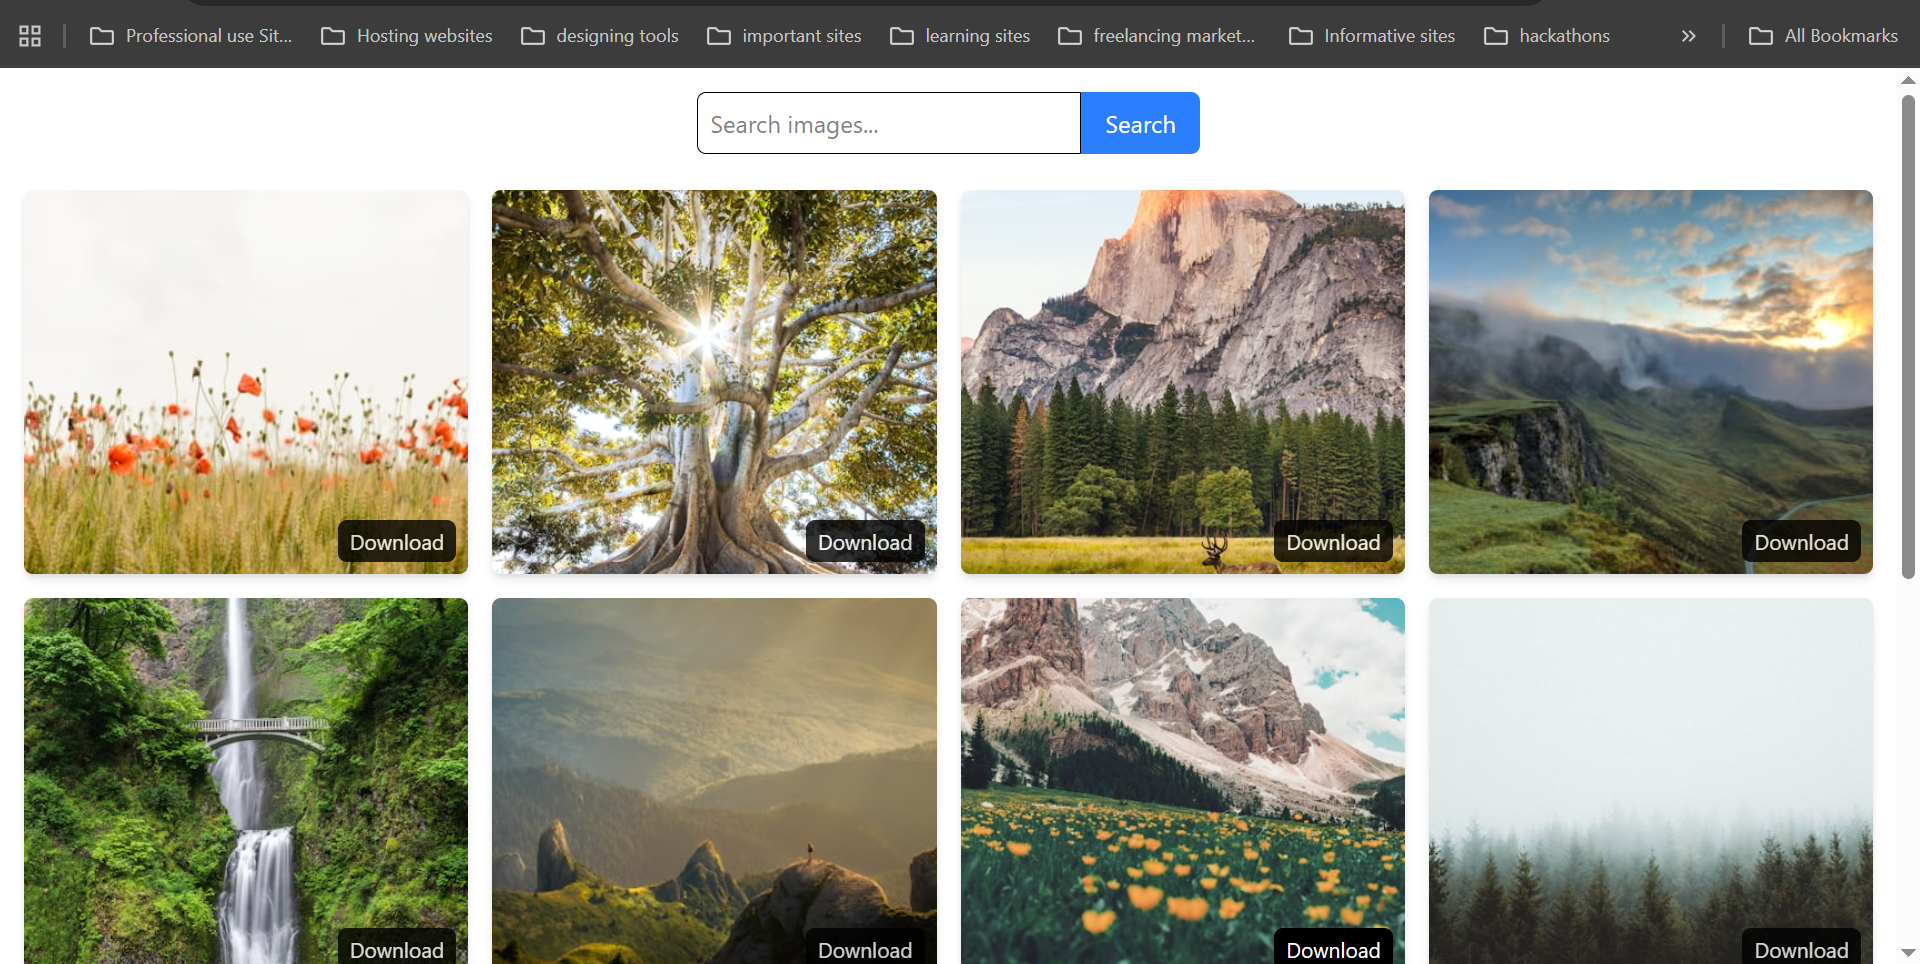 Professional use Sit...
Hosting websites
designing tools
important sites
learning sites
freelancing market...
Informative sites
hackathons
All Bookmarks
Search images...
Search
Download
Download
Download
Download
Download
Download
Download
Download